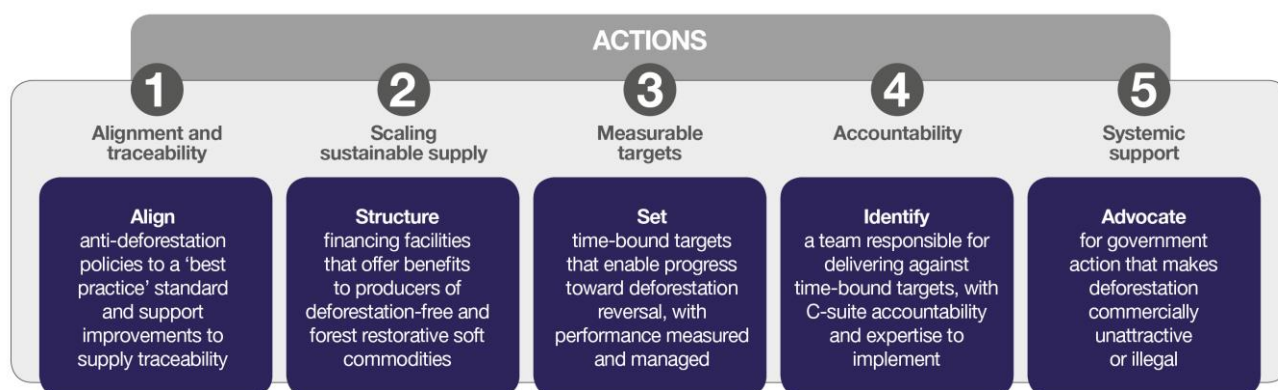 ACTIONS
1
Alignment and
traceability
Align
anti-deforestation
policies to a ‘best
practice’ standard
and support
improvements to
supply traceability
2
Scaling
sustainable supply
Structure
financing facilities
that offer benefits
to producers of
deforestation-free and
forest restorative soft
commodities
3
Measurable
targets
Set
time-bound targets
that enable progress
toward deforestation
reversal, with
performance measured
and managed
4
Accountability
Identify
a team responsible for
delivering against
time-bound targets, with
C-suite accountability
and expertise to
implement
5
Systemic
support
Advocate
for government
action that makes
deforestation
commercially
unattractive
or illegal